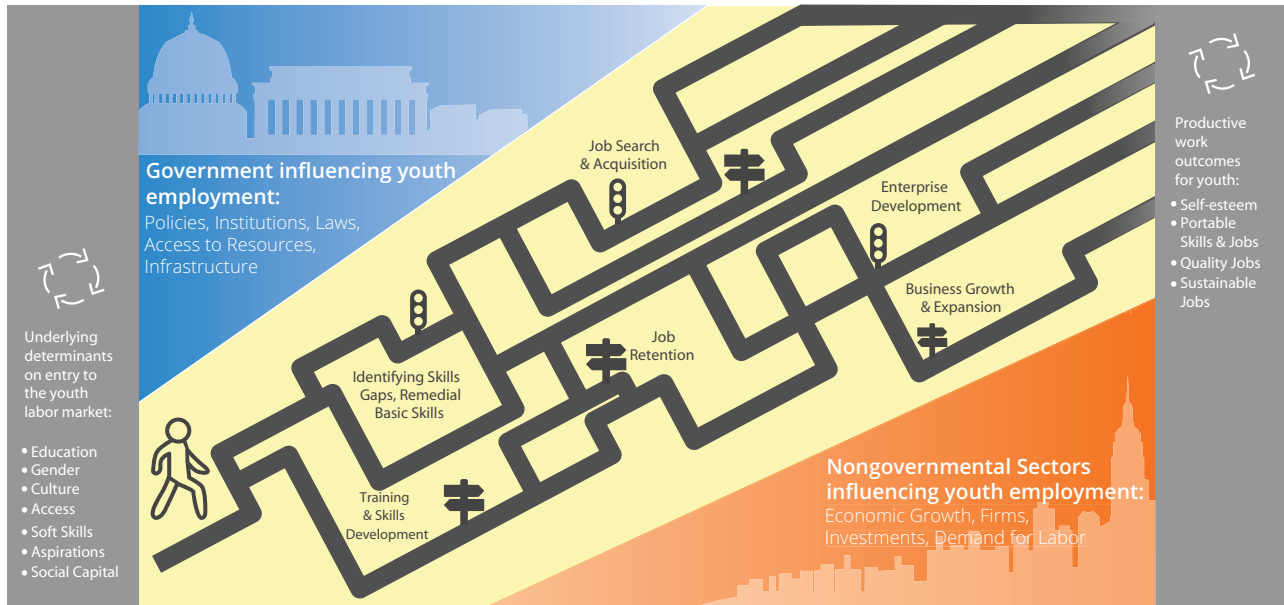 Underlying
determinants
on entry to
the youth
labor market:
• Education
• Gender
• Culture
• Access
• Soft Skills
• Aspirations
• Social Capital
Government influencing youth
employment:
Policies, Institutions, Laws,
Access to Resources,
Infrastructure
Job Search
& Acquisition
Enterprise
Development
Business Growth
& Expansion
Job
Retention
Identifying Skills
Gaps, Remedial
Basic Skills
Training
& Skills
Development
Nongovernmental Sectors
influencing youth employment:
Economic Growth, Firms,
Investments, Demand for Labor
Productive
work
outcomes
for youth:
• Self-esteem
• Portable
Skills & Jobs
• Quality Jobs
• Sustainable
Jobs